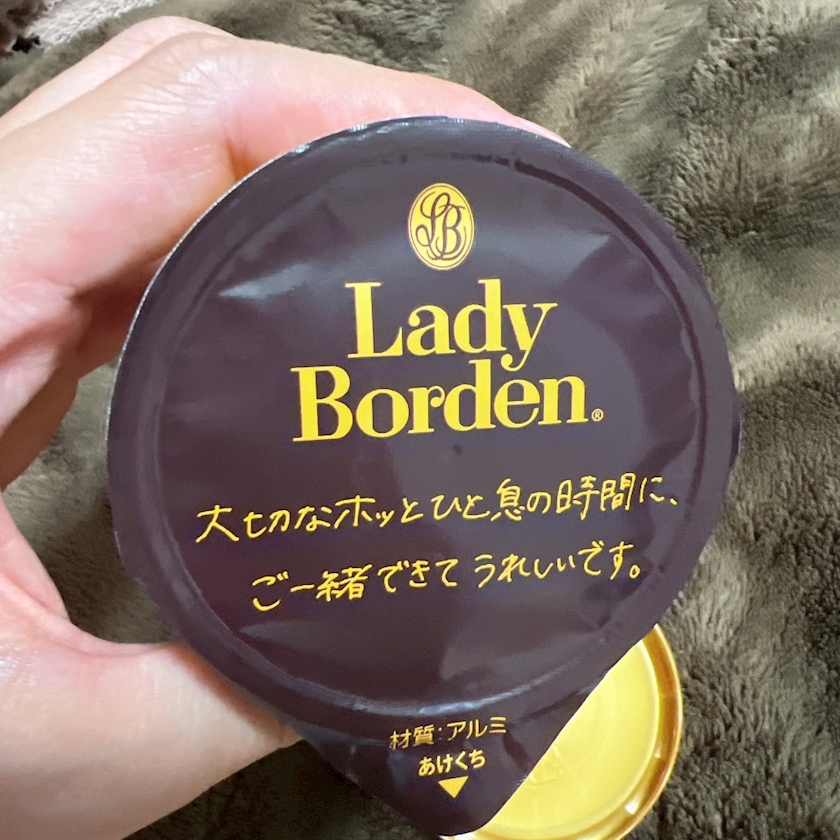 LB
Lady
Borden®
大切なホッとひと息の時間に、
ご一緒できてうれしいです。
材質:アルミ
あけくち